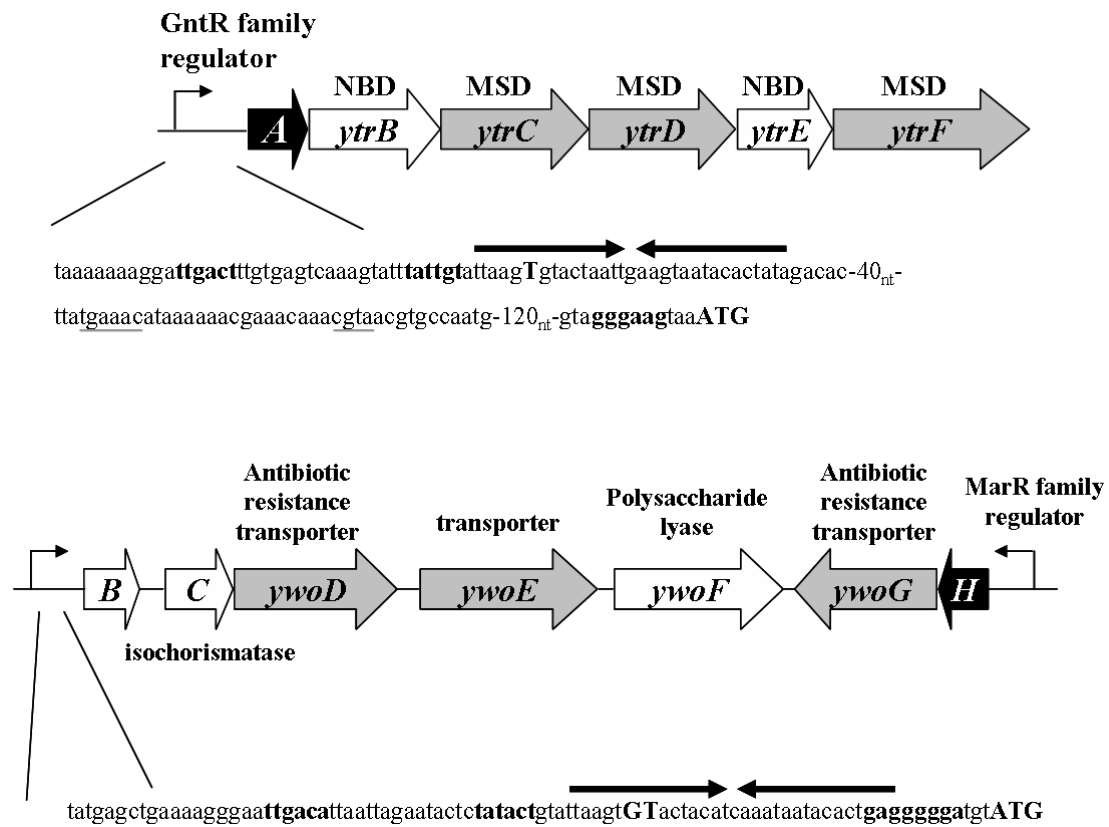 GntR family
regulator
NBD MSD MSD NBD MSD
A ytrB ytrC ytrD ytrE ytrF
taaaaaaaggattgactttgtgagtcaaagtatttattgtattaagTgtactaattgaagtaatacactatagacac-40nt-
ttatgaaacataaaaaacgaaacaaacgtaacgtgccaatg-120nt-gtagggaagtaaATG
Antibiotic
resistance
transporter
transporter
Polysaccharide
lyase
Antibiotic
resistance
transporter
MarR family
regulator
B C ywoD ywoE ywoF ywoG H
isochorismatase
tatgagctgaaaagggaattgacattaattagaatactctatactgtattaagtGTactacatcaaataatacactgaggggggatgtATG